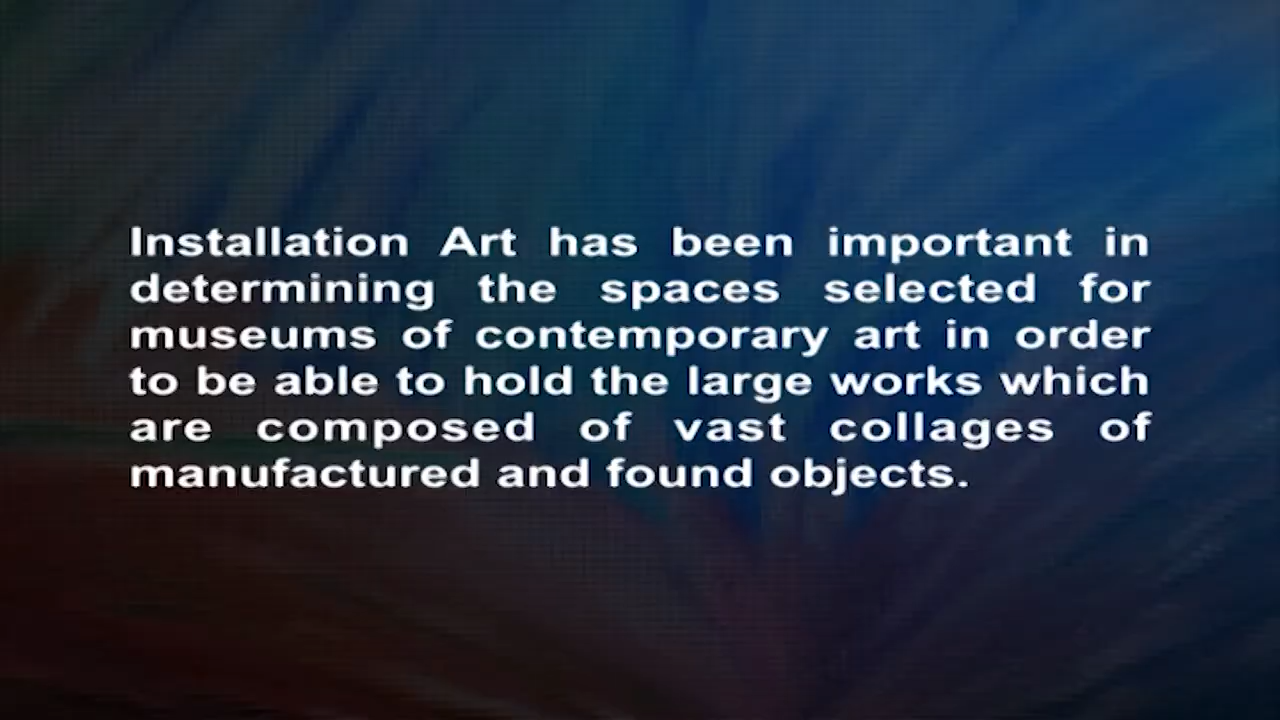 Installation Art has been important in
determining the spaces selected for
museums of contemporary art in order
to be able to hold the large works which
are composed of vast collages of
manufactured and found objects.